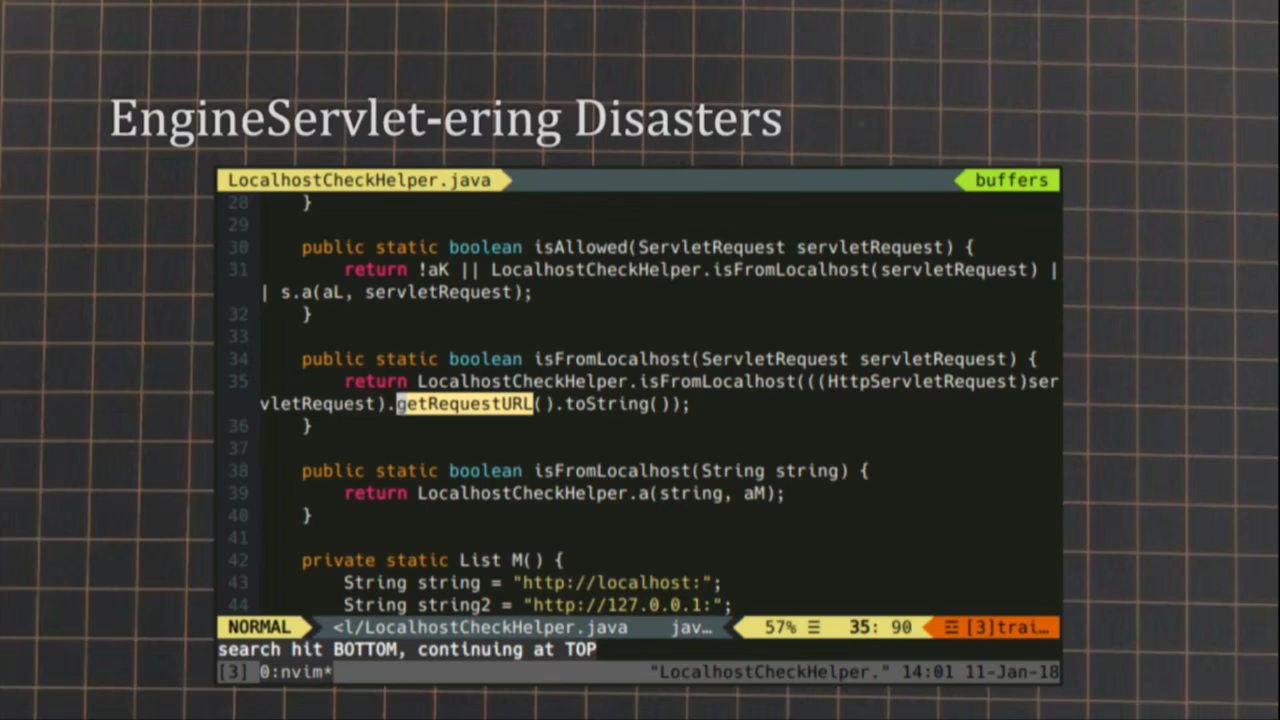 EngineServlet-ering Disasters
LocalhostCheckHelper.java buffers
28 }
29
30 public static boolean isAllowed(ServletRequest servletRequest) {
31 return !aK || LocalhostCheckHelper.isFromLocalhost(servletRequest) |
| s.a(aL, servletRequest);
32 }
33
34 public static boolean isFromLocalhost(ServletRequest servletRequest) {
35 return LocalhostCheckHelper.isFromLocalhost(((HttpServletRequest)ser
vletRequest).getRequestURL().toString());
36 }
37
38 public static boolean isFromLocalhost(String string) {
39 return LocalhostCheckHelper.a(string, aM);
40 }
41
42 private static List M() {
43 String string = "http://localhost:";
44 String string2 = "http://127.0.0.1:";
NORMAL <l/LocalhostCheckHelper.java jav… 57% ☰ 35: 90 ☲ [3]trai…
search hit BOTTOM, continuing at TOP
[3] 0:nvim* "LocalhostCheckHelper." 14:01 11-Jan-18